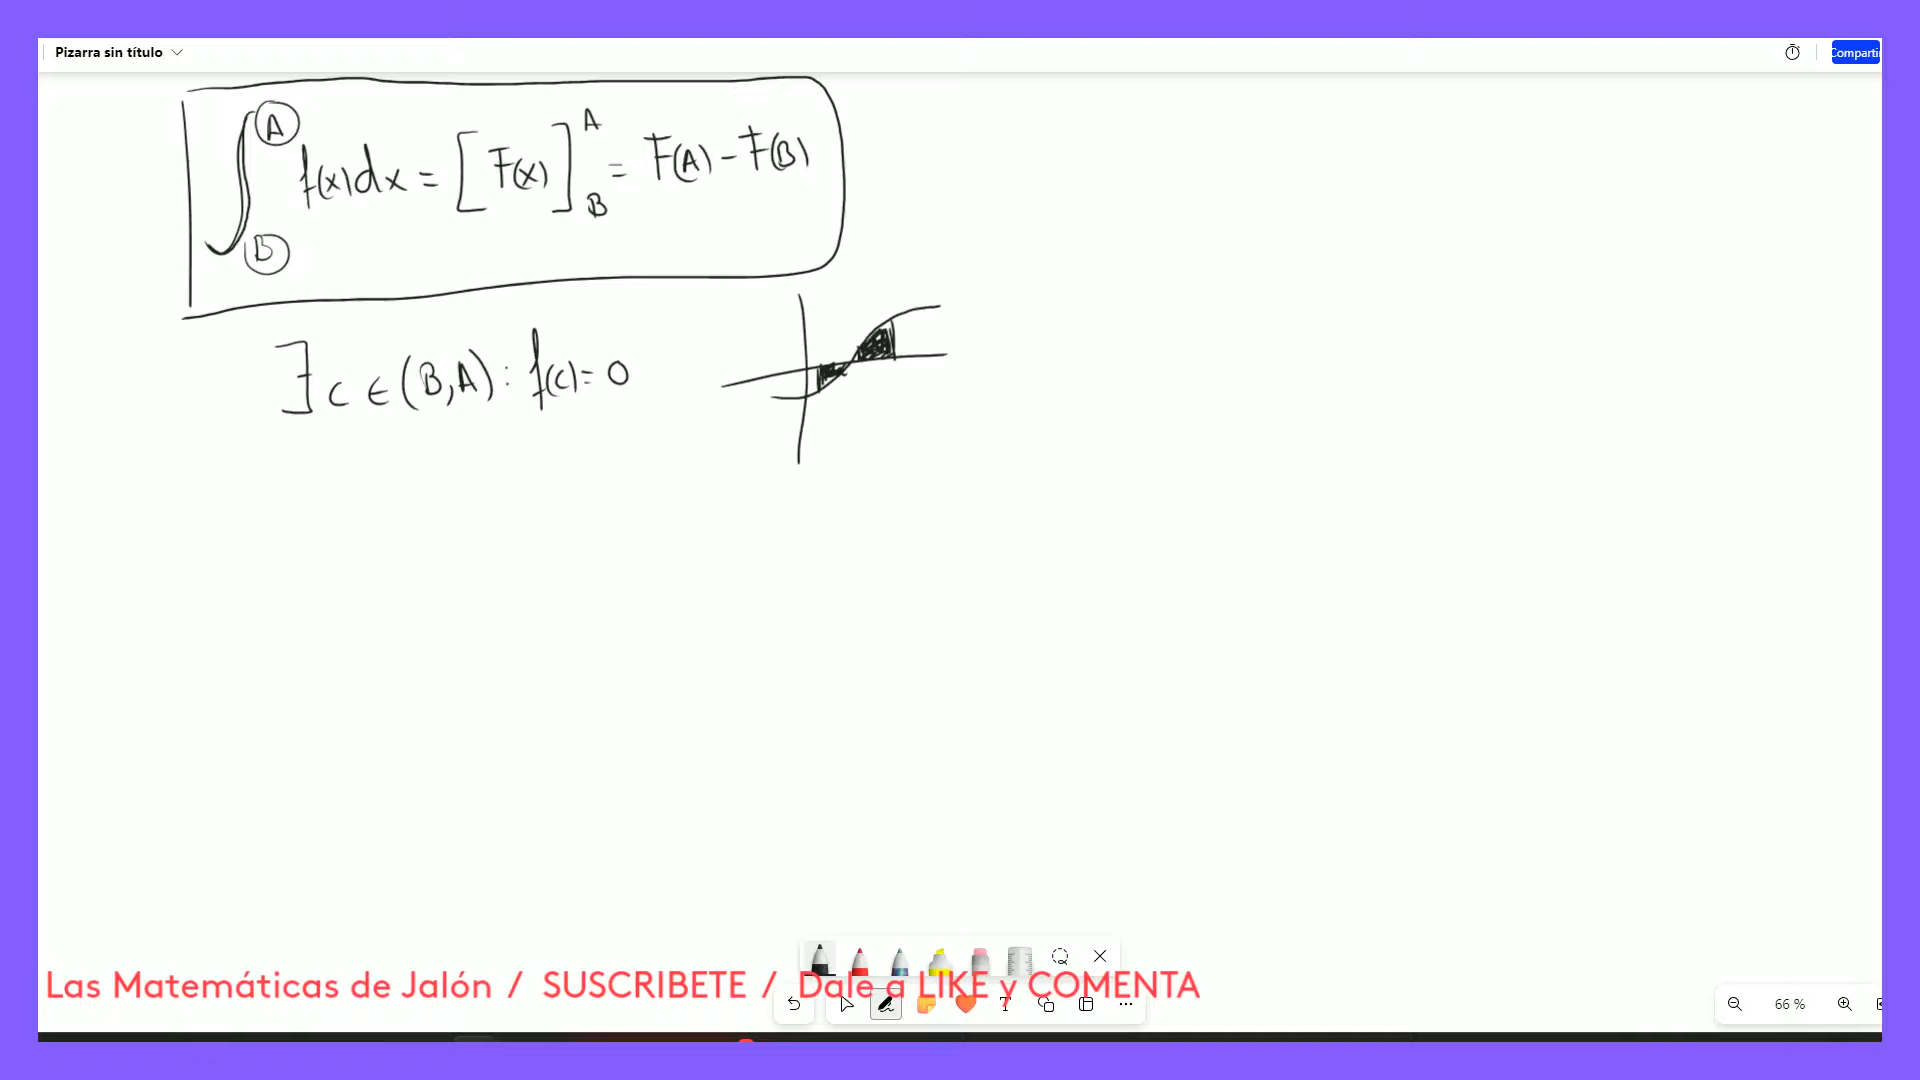 Pizarra sin título
Comparti
∫_B^A f(x)dx = [F(x)]_B^A = F(A) - F(B)
∃ c ∈ (B,A): f(c)= 0
Las Matemáticas de Jalón / SUSCRIBETE / Dale a LIKE y COMENTA
66 %